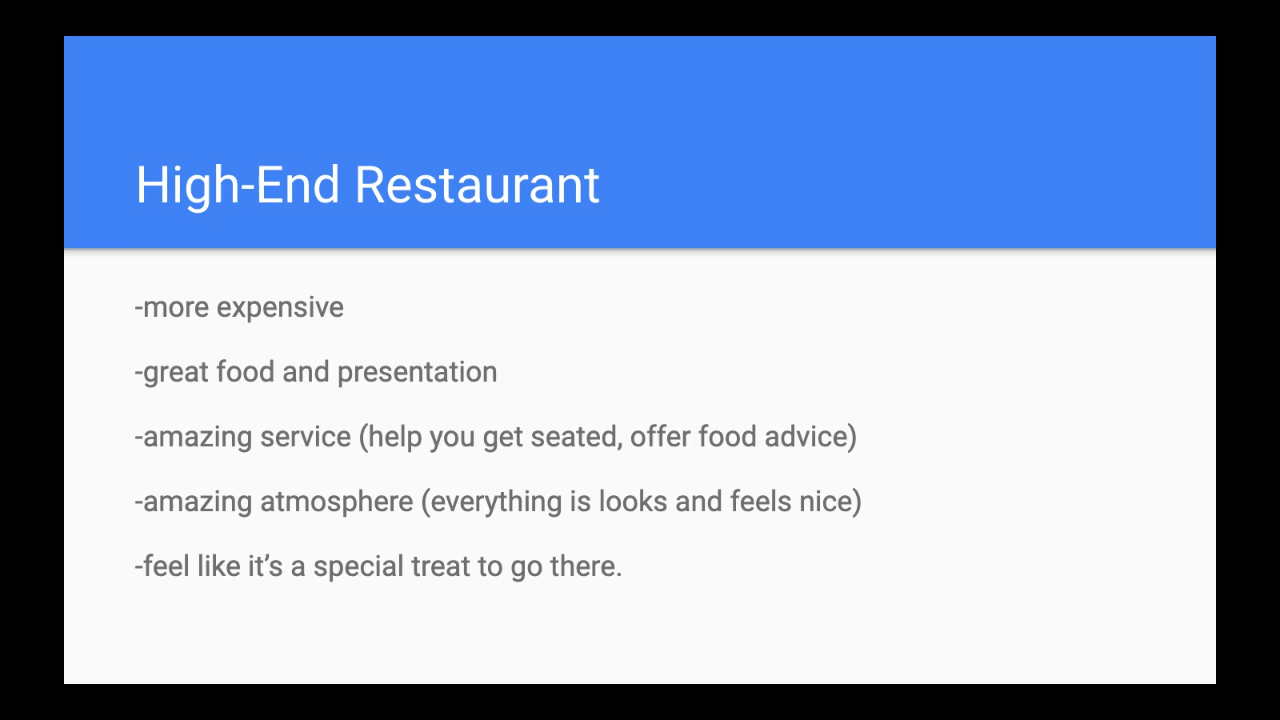 High-End Restaurant
-more expensive
-great food and presentation
-amazing service (help you get seated, offer food advice)
-amazing atmosphere (everything is looks and feels nice)
-feel like it’s a special treat to go there.